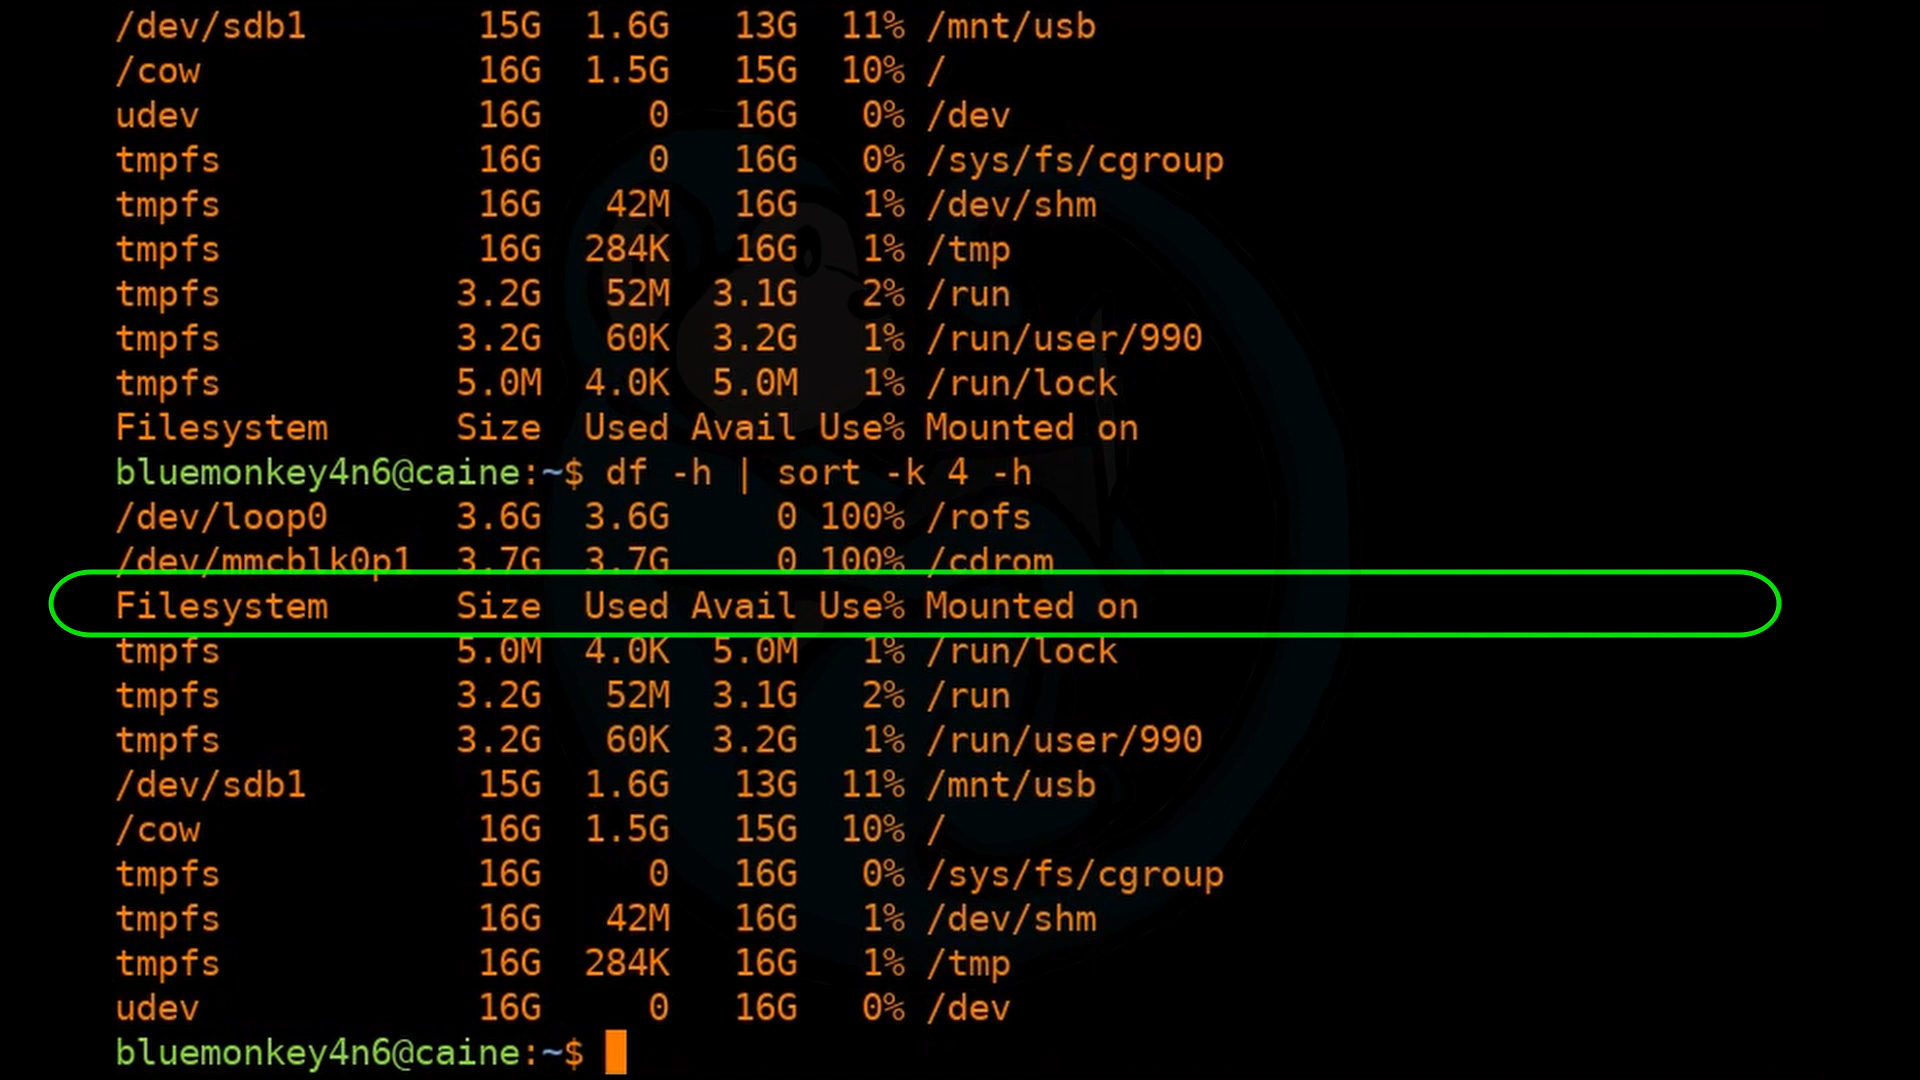 /dev/sdb1 15G 1.6G 13G 11% /mnt/usb
/cow 16G 1.5G 15G 10% /
udev 16G 0 16G 0% /dev
tmpfs 16G 0 16G 0% /sys/fs/cgroup
tmpfs 16G 42M 16G 1% /dev/shm
tmpfs 16G 284K 16G 1% /tmp
tmpfs 3.2G 52M 3.1G 2% /run
tmpfs 3.2G 60K 3.2G 1% /run/user/990
tmpfs 5.0M 4.0K 5.0M 1% /run/lock
Filesystem Size Used Avail Use% Mounted on
bluemonkey4n6@caine:~$ df -h | sort -k 4 -h
/dev/loop0 3.6G 3.6G 0 100% /rofs
/dev/mmcblk0p1 3.7G 3.7G 0 100% /cdrom
Filesystem Size Used Avail Use% Mounted on
tmpfs 5.0M 4.0K 5.0M 1% /run/lock
tmpfs 3.2G 52M 3.1G 2% /run
tmpfs 3.2G 60K 3.2G 1% /run/user/990
/dev/sdb1 15G 1.6G 13G 11% /mnt/usb
/cow 16G 1.5G 15G 10% /
tmpfs 16G 0 16G 0% /sys/fs/cgroup
tmpfs 16G 42M 16G 1% /dev/shm
tmpfs 16G 284K 16G 1% /tmp
udev 16G 0 16G 0% /dev
bluemonkey4n6@caine:~$